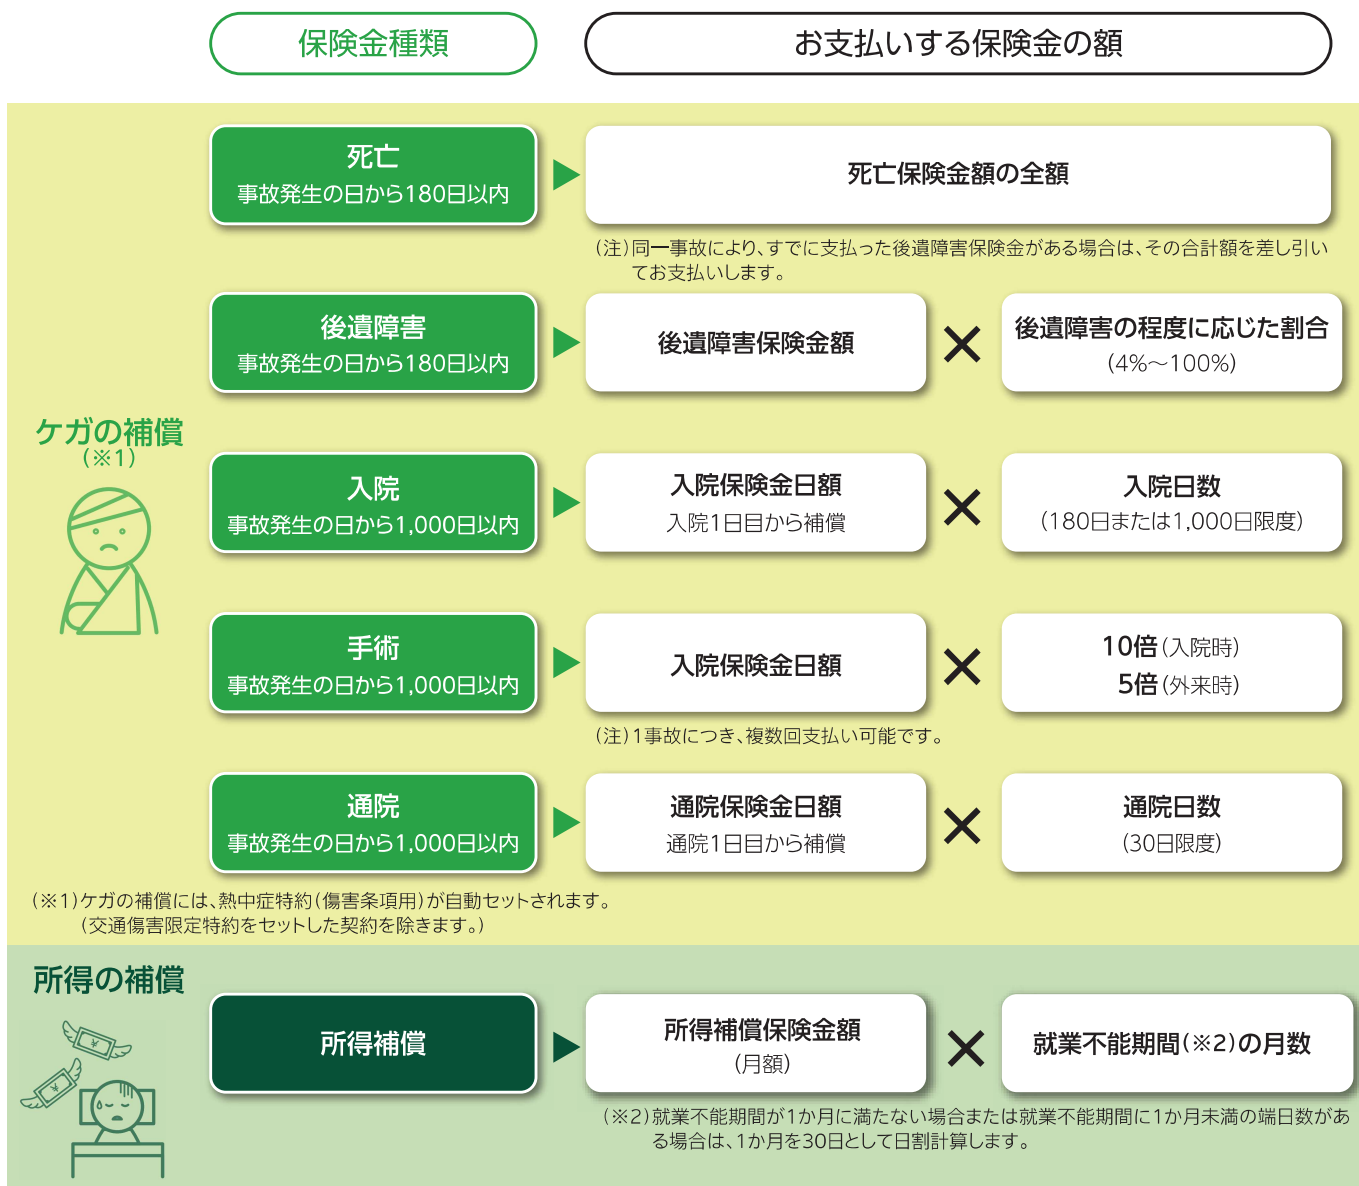 保険金種類
お支払いする保険金の額
死亡
事故発生の日から180日以内
死亡保険金額の全額
(注)同一事故により、すでに支払った後遺障害保険金がある場合は、その合計額を差し引い
てお支払いします。
後遺障害
事故発生の日から180日以内
後遺障害保険金額
×
後遺障害の程度に応じた割合
(4%～100%)
ケガの補償
(※1)
入院
事故発生の日から1,000日以内
入院保険金日額
入院1日目から補償
×
入院日数
(180日または1,000日限度)
手術
事故発生の日から1,000日以内
入院保険金日額
×
10倍(入院時)
5倍(外来時)
(注)1事故につき、複数回支払い可能です。
通院
事故発生の日から1,000日以内
通院保険金日額
通院1日目から補償
×
通院日数
(30日限度)
(※1)ケガの補償には、熱中症特約(傷害条項用)が自動セットされます。
(交通傷害限定特約をセットした契約を除きます。)
所得の補償
¥
¥
所得補償
所得補償保険金額
(月額)
×
就業不能期間(※2)の月数
(※2)就業不能期間が1か月に満たない場合または就業不能期間に1か月未満の端日数があ
る場合は、1か月を30日として日割計算します。